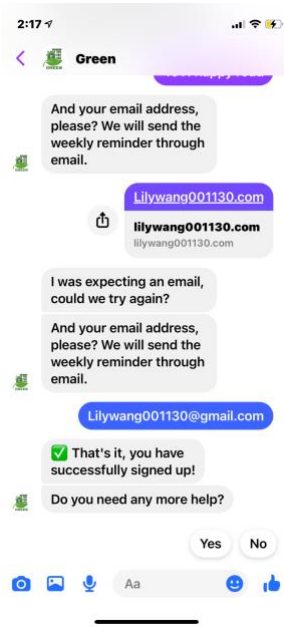 2:17
Green
And your email address,
please? We will send the
weekly reminder through
email.
Lilywang001130.com
lilywang001130.com
lilywang001130.com
I was expecting an email,
could we try again?
And your email address,
please? We will send the
weekly reminder through
email.
Lilywang001130@gmail.com
✅ That's it, you have
successfully signed up!
Do you need any more help?
Yes No
Aa